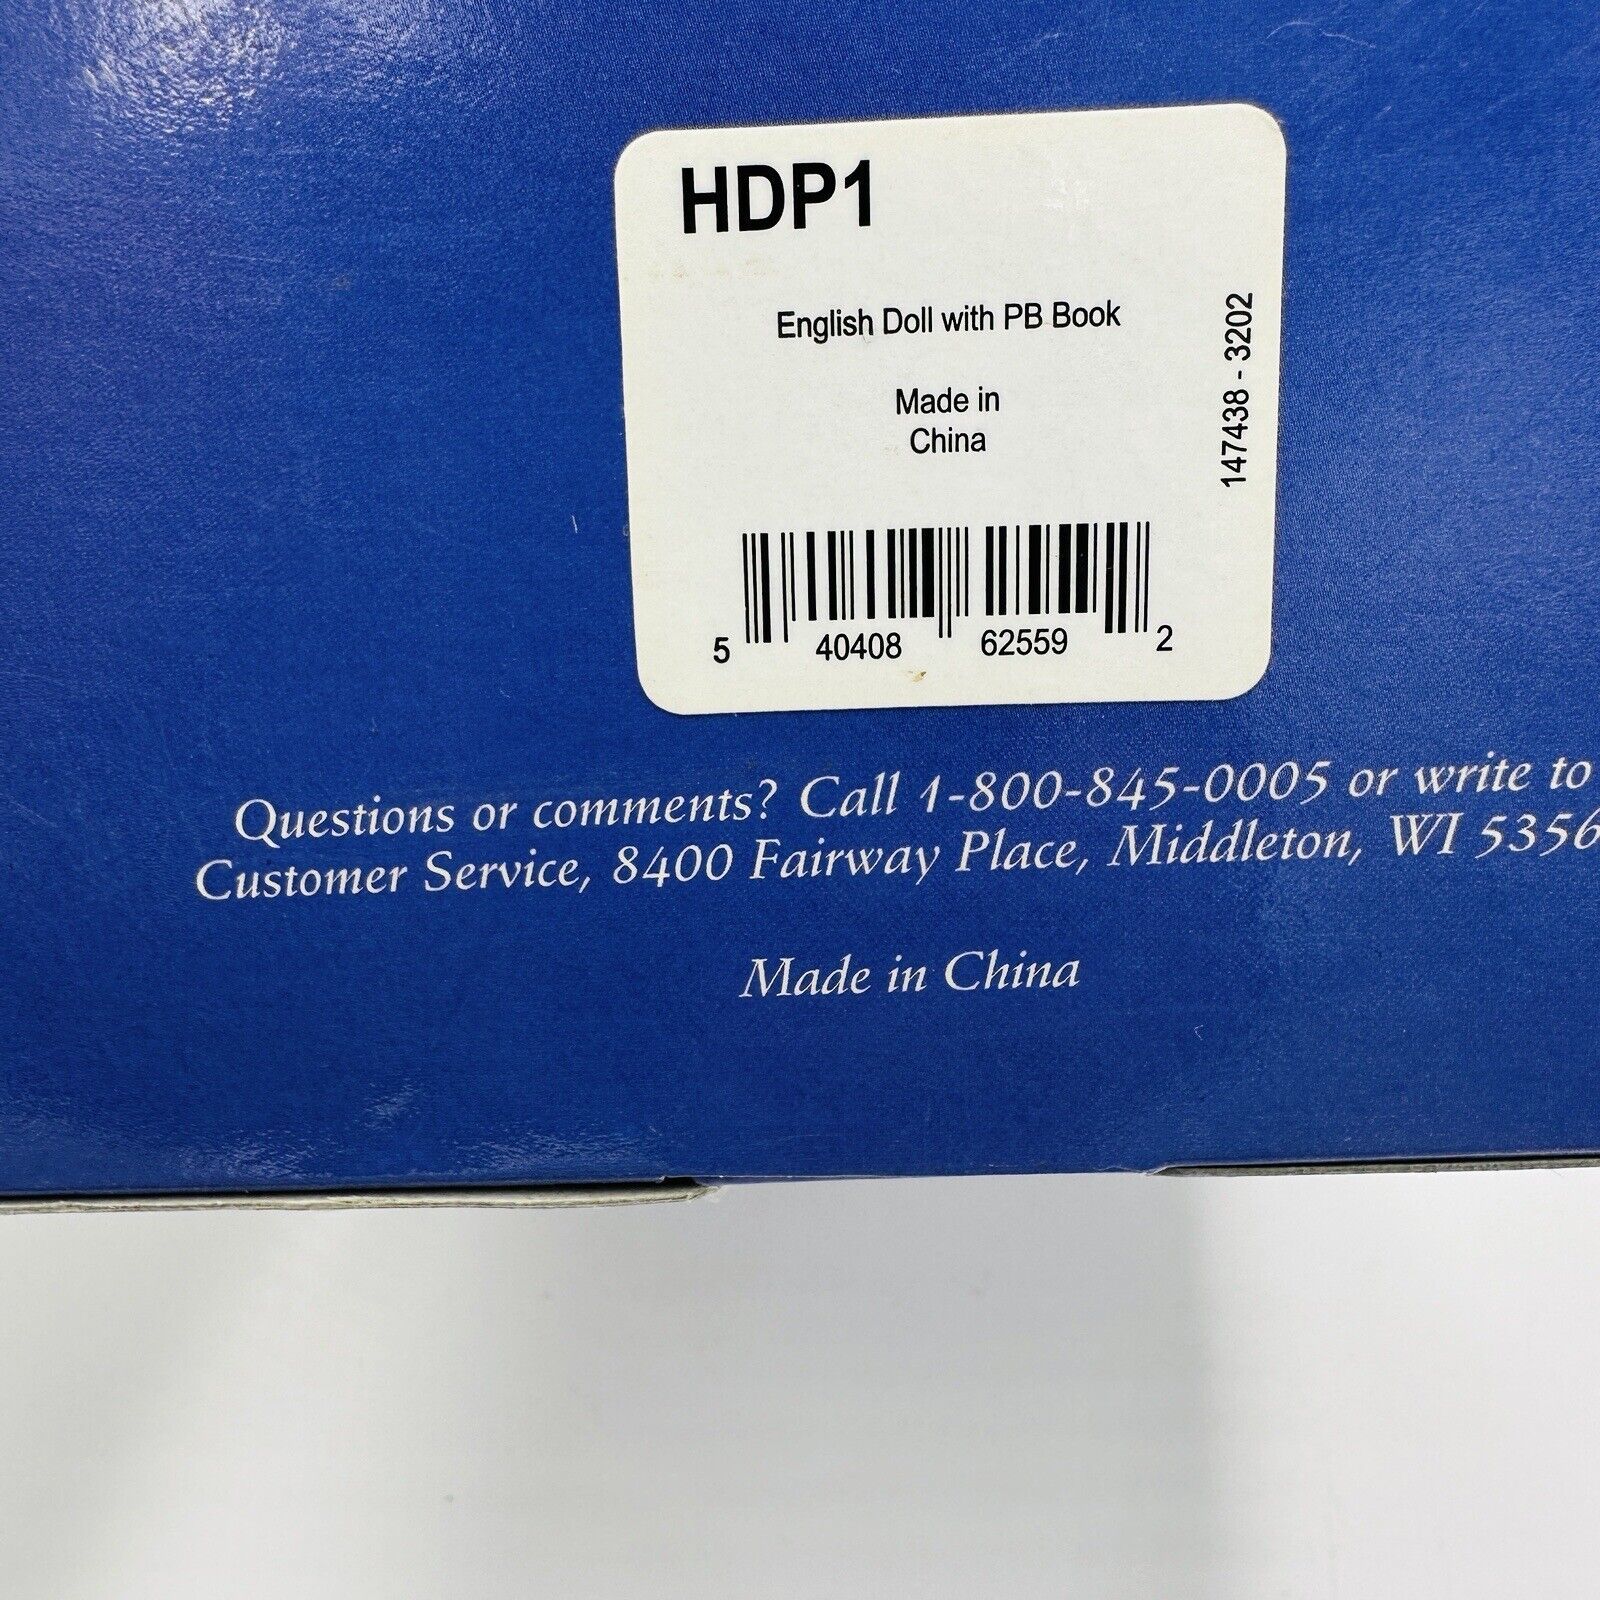 HDP1
English Doll with PB Book
Made in
China
147438 - 3202
5 40408 62559 2
Questions or comments? Call 1-800-845-0005 or write to
Customer Service, 8400 Fairway Place, Middleton, WI 5356
Made in China